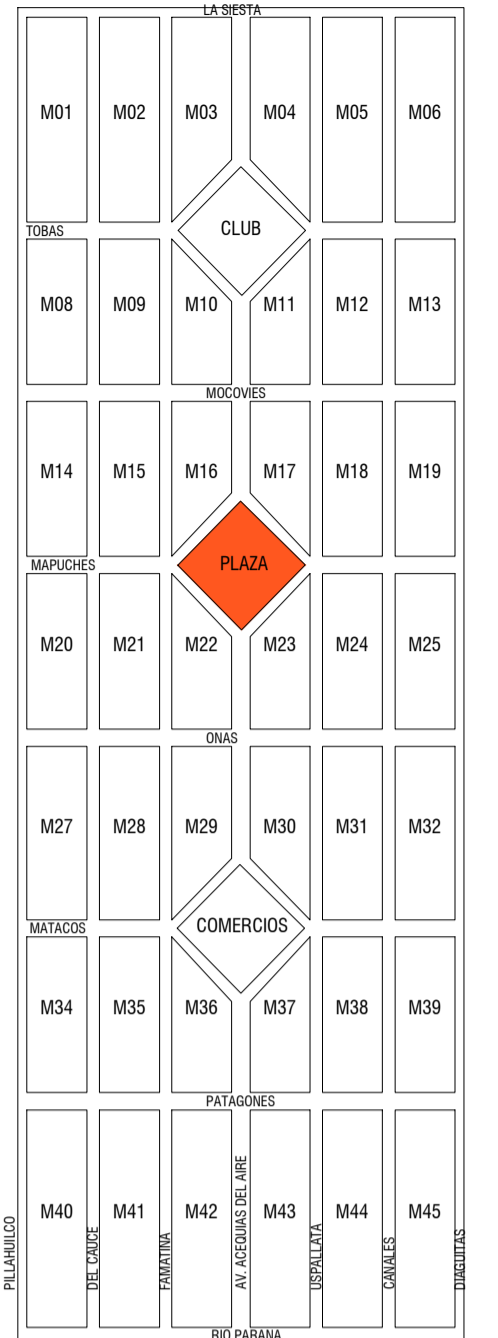 LA SIESTA
M01 M02 M03 M04 M05 M06
CLUB
TOBAS
M08 M09 M10 M11 M12 M13
MOCOVIES
M14 M15 M16 M17 M18 M19
PLAZA
MAPUCHES
M20 M21 M22 M23 M24 M25
ONAS
M27 M28 M29 M30 M31 M32
COMERCIOS
MATACOS
M34 M35 M36 M37 M38 M39
PATAGONES
M40 M41 M42 M43 M44 M45
PILLAHUILCO
DEL CAUCE
FAMATINA
AV. ACEQUIAS DEL AIRE
USPALLATA
CANALES
DIAGUITAS
RIO PARANA